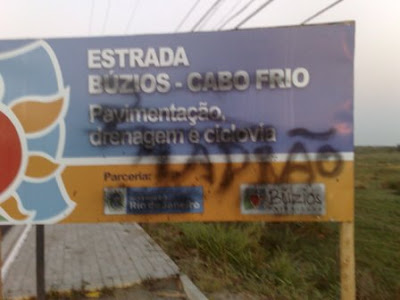 ESTRADA
BÚZIOS - CABO FRIO
Pavimentação,
drenagem e ciclovia
LADRÃO
Parceria:
Rio de Janeiro
Búzios